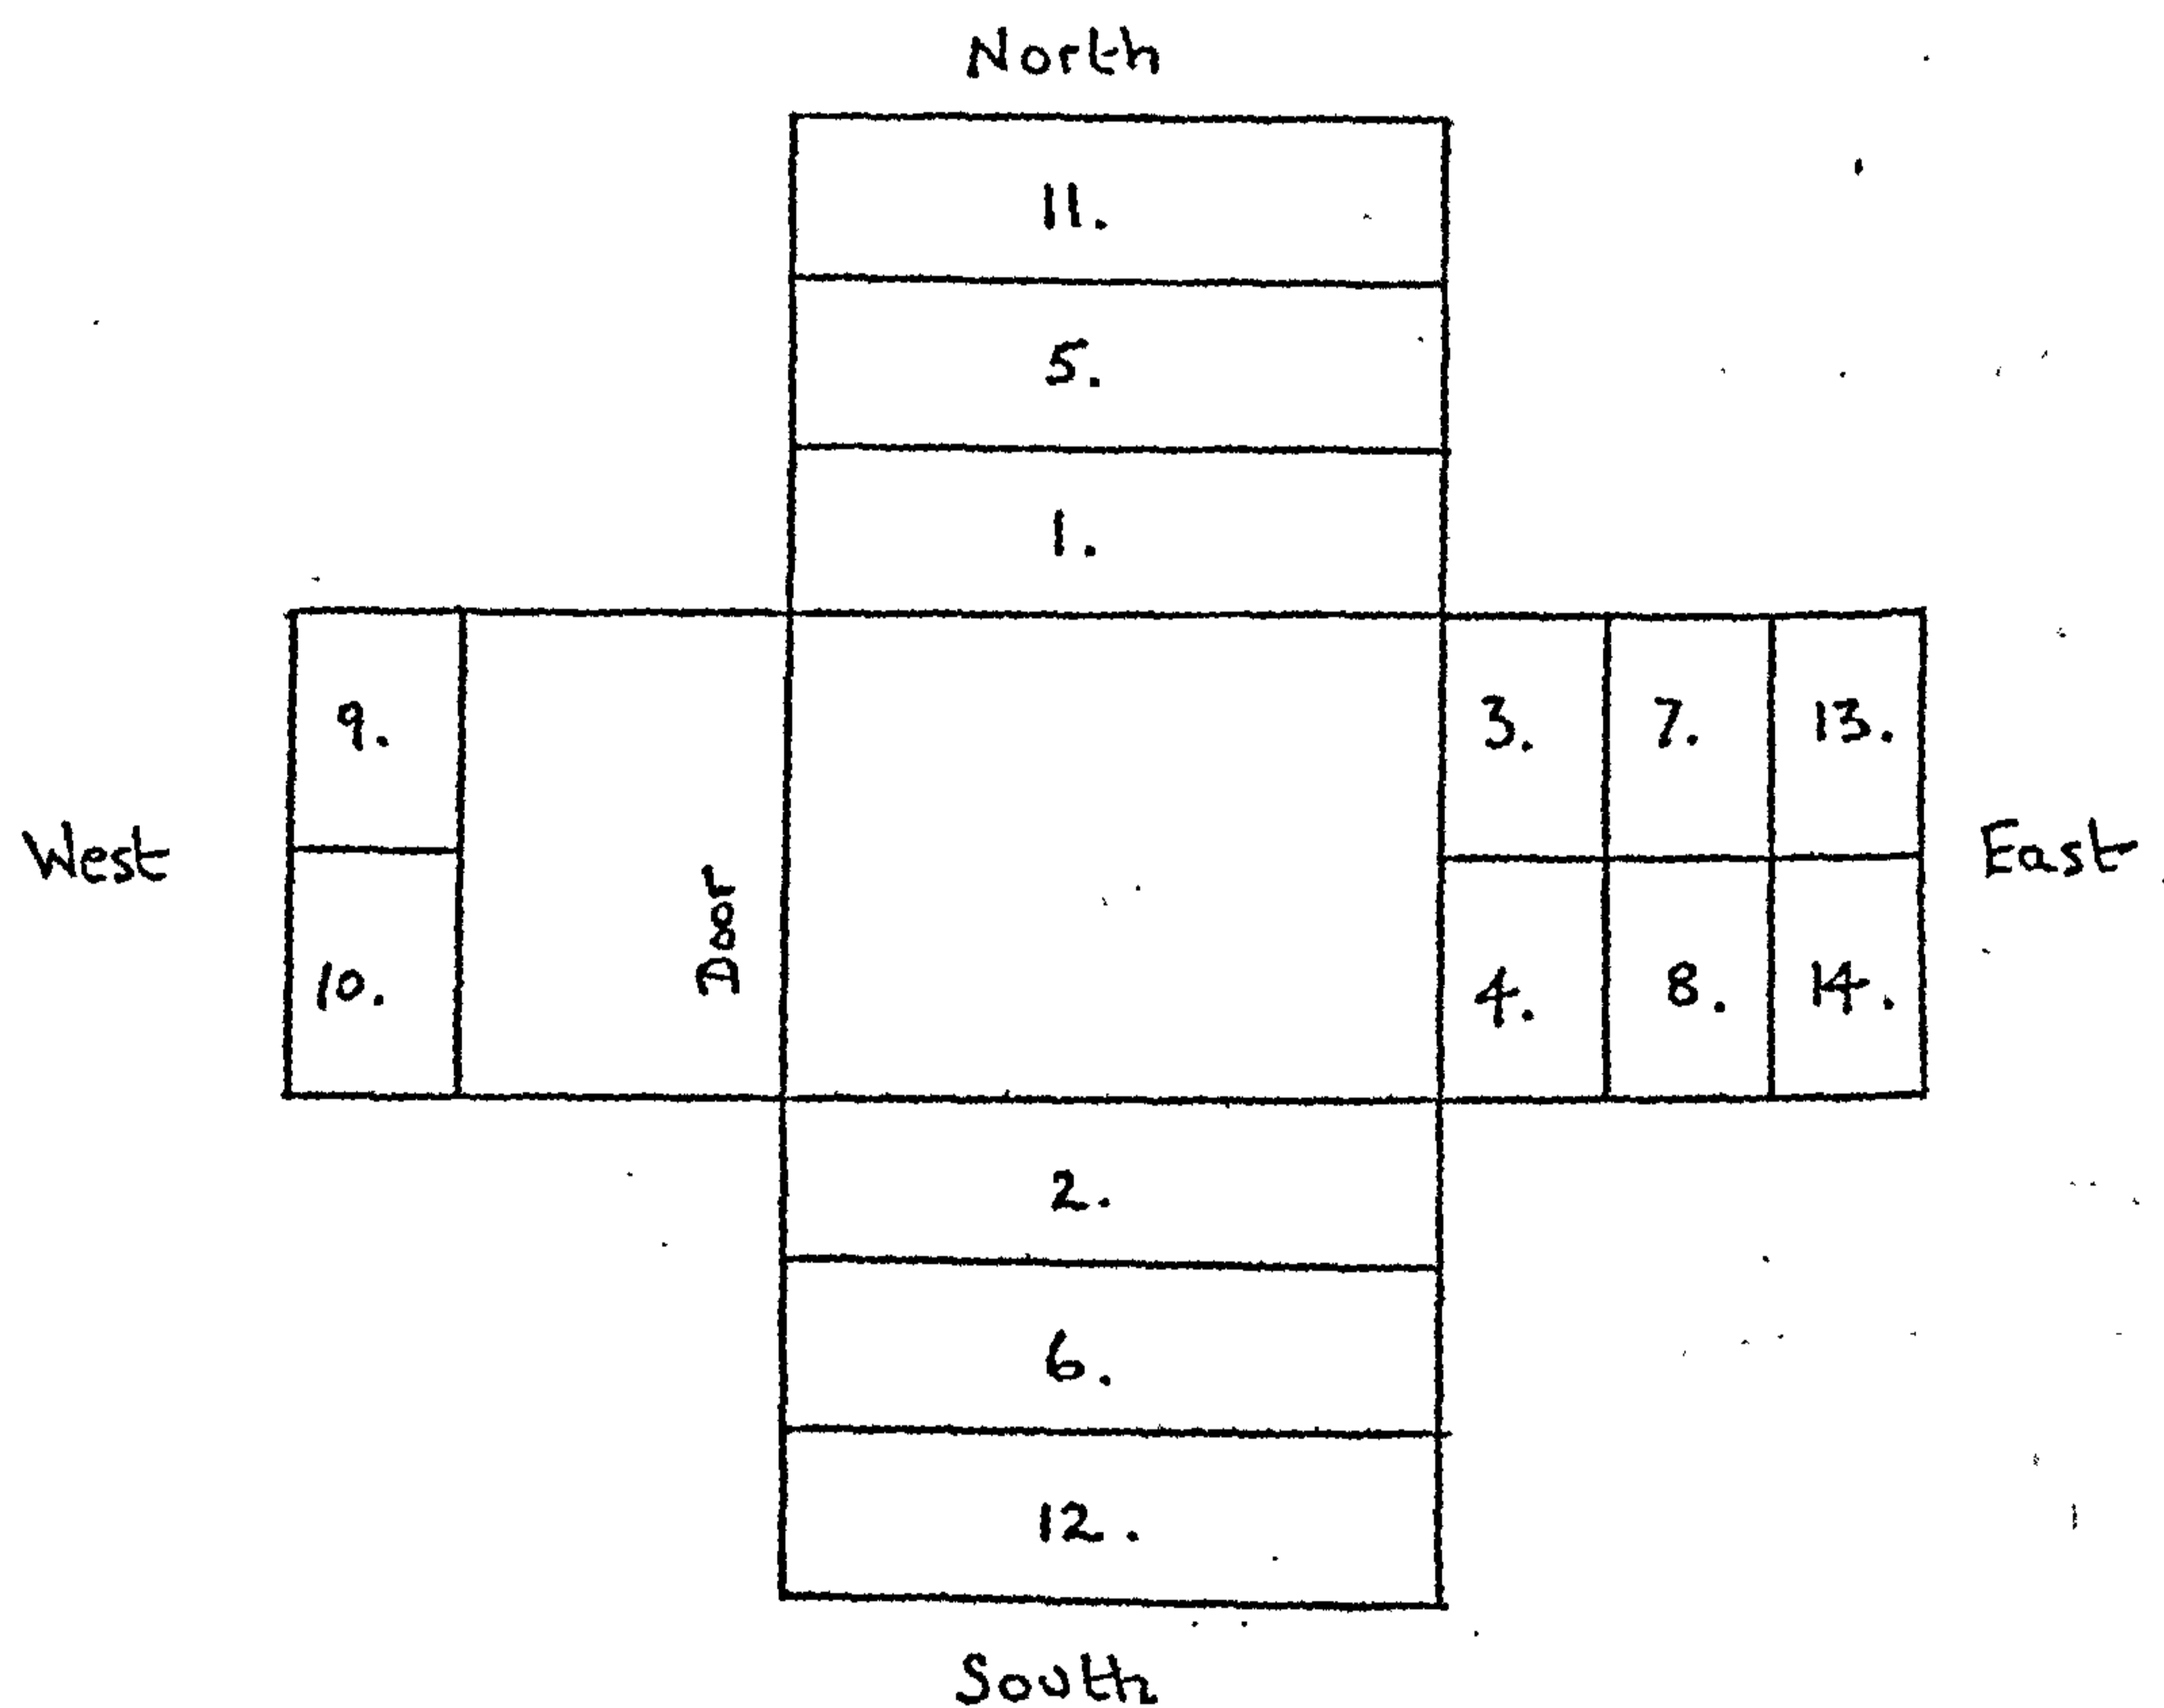 North
11.
5.
1.
9.
3.
7.
13.
West
East
Door
10.
4.
8.
14.
2.
6.
12.
South